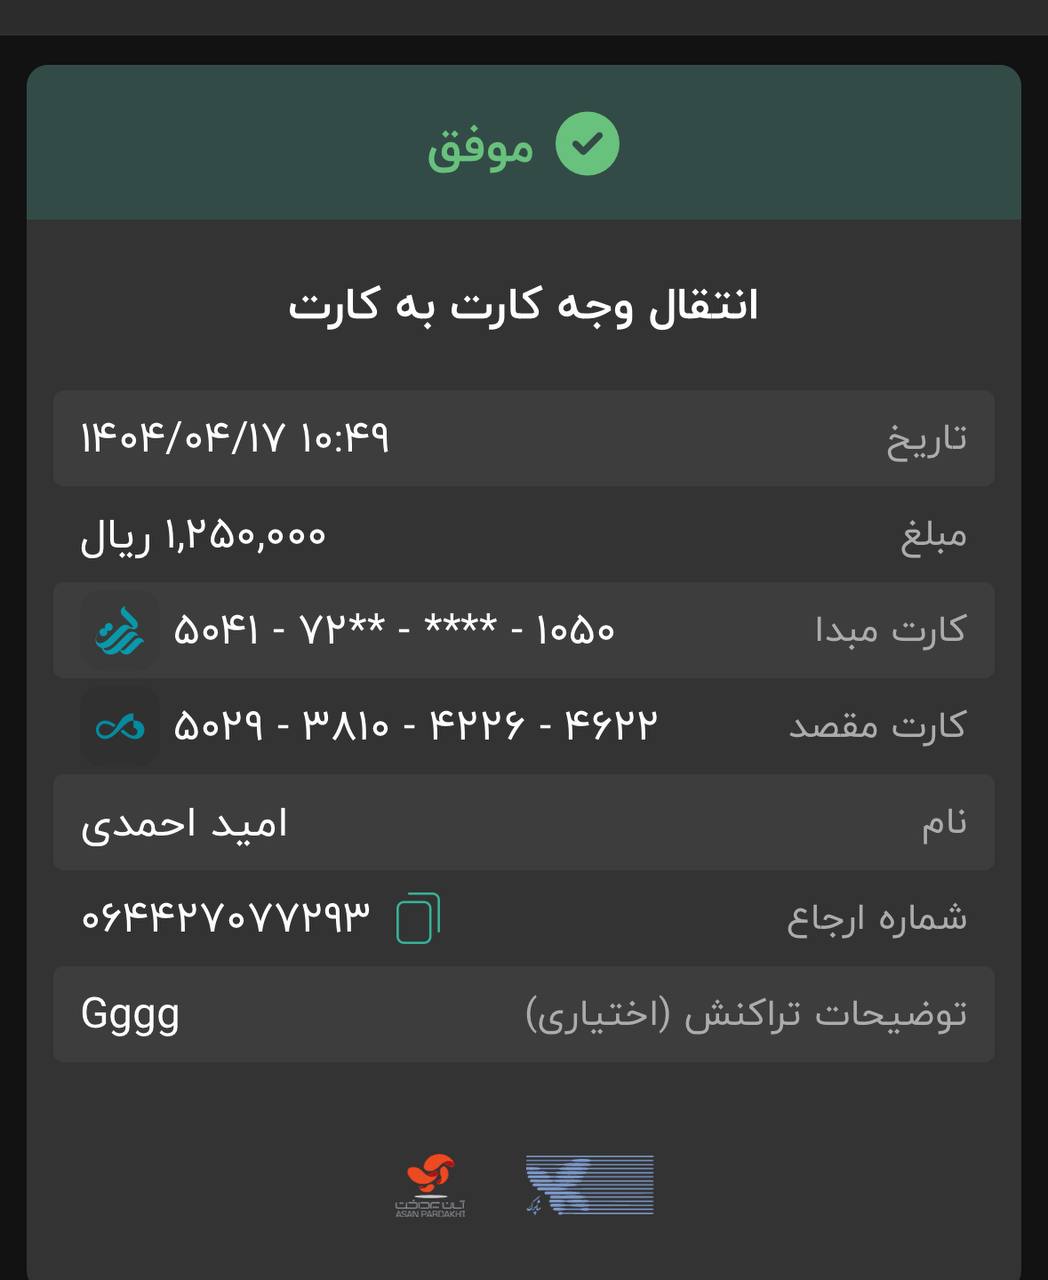 موفق
انتقال وجه کارت به کارت
تاریخ ۱۴۰۴/۰۴/۱۷ ۱۰:۴۹
مبلغ ۱,۲۵۰,۰۰۰ ریال
کارت مبدا ۵۰۴۱ - ۷۲** - **** - ۱۰۵۰
کارت مقصد ۵۰۲۹ - ۳۸۱۰ - ۴۲۲۶ - ۴۶۲۲
نام امید احمدی
شماره ارجاع ۰۶۴۴۲۷۰۷۷۲۹۳
توضیحات تراکنش (اختیاری) Gggg
آسان پرداخت
ASAN PARDAKHT
شاپرک